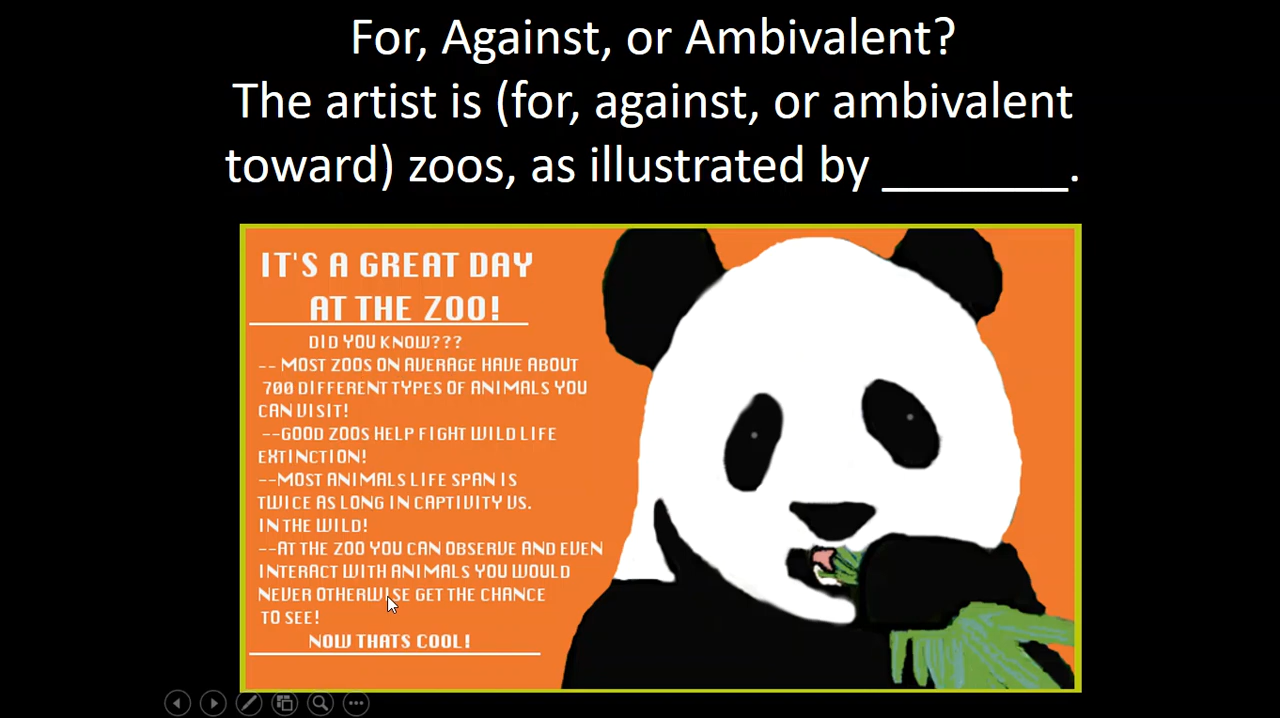 For, Against, or Ambivalent?
The artist is (for, against, or ambivalent
toward) zoos, as illustrated by _______.
IT'S A GREAT DAY
AT THE ZOO!
DID YOU KNOW???
-- MOST ZOOS ON AVERAGE HAVE ABOUT
700 DIFFERENT TYPES OF ANIMALS YOU
CAN VISIT!
--GOOD ZOOS HELP FIGHT WILD LIFE
EXTINCTION!
--MOST ANIMALS LIFE SPAN IS
TWICE AS LONG IN CAPTIVITY VS.
IN THE WILD!
--AT THE ZOO YOU CAN OBSERVE AND EVEN
INTERACT WITH ANIMALS YOU WOULD
NEVER OTHERWISE GET THE CHANCE
TO SEE!
NOW THATS COOL!